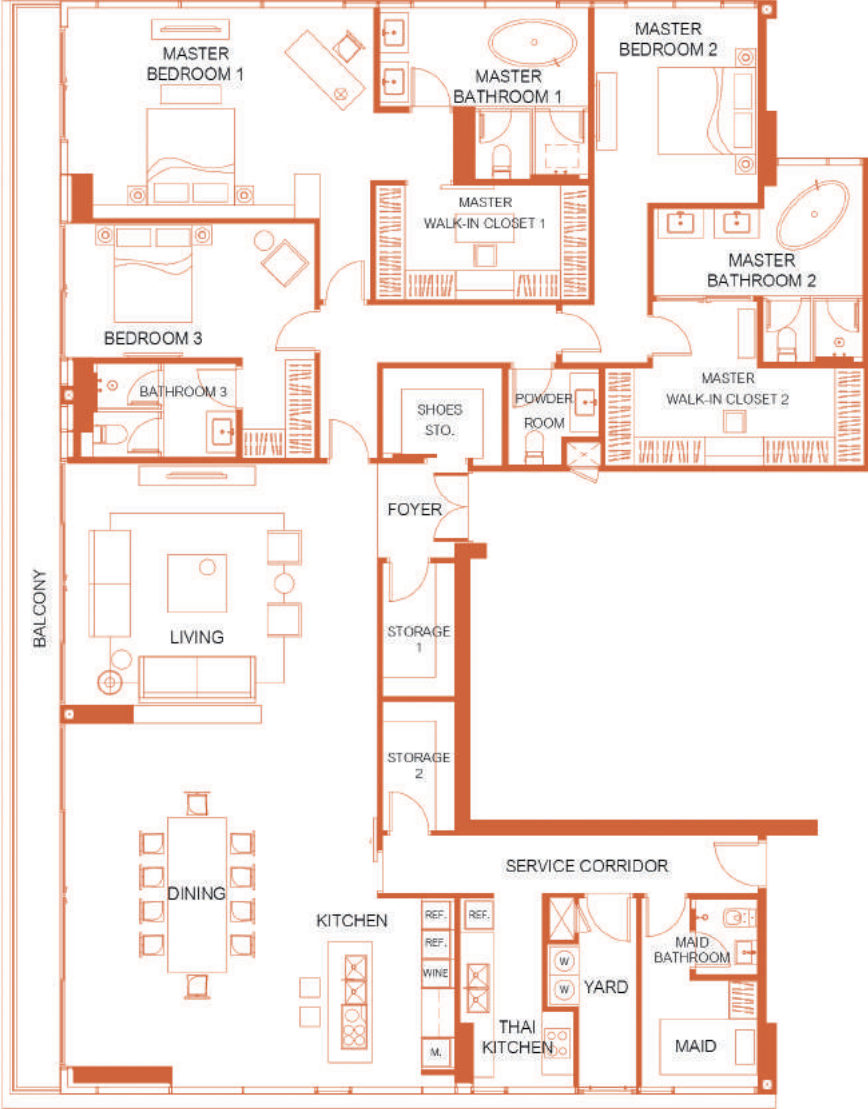 MASTER
BEDROOM 1
MASTER
BATHROOM 1
MASTER
BEDROOM 2
MASTER
WALK-IN CLOSET 1
MASTER
BATHROOM 2
BEDROOM 3
BATHROOM 3
SHOES
STO.
POWDER
ROOM
MASTER
WALK-IN CLOSET 2
FOYER
BALCONY
LIVING
STORAGE
1
STORAGE
2
SERVICE CORRIDOR
DINING
KITCHEN
REF.
REF.
WINE
M.
REF.
THAI
KITCHEN
W
W
YARD
MAID
BATHROOM
MAID